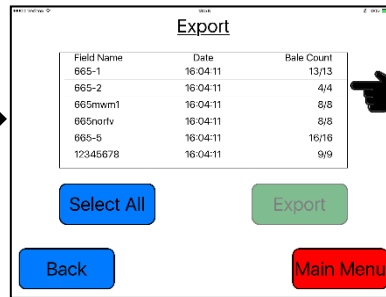 Export
Field Name Date Bale Count
665-1 16:04:11 13/13
665-2 16:04:11 4/4
665mwm1 16:04:11 8/8
665norfv 16:04:11 8/8
665-5 16:04:11 16/16
12345678 16:04:11 9/9
Select All Export
Back Main Menu